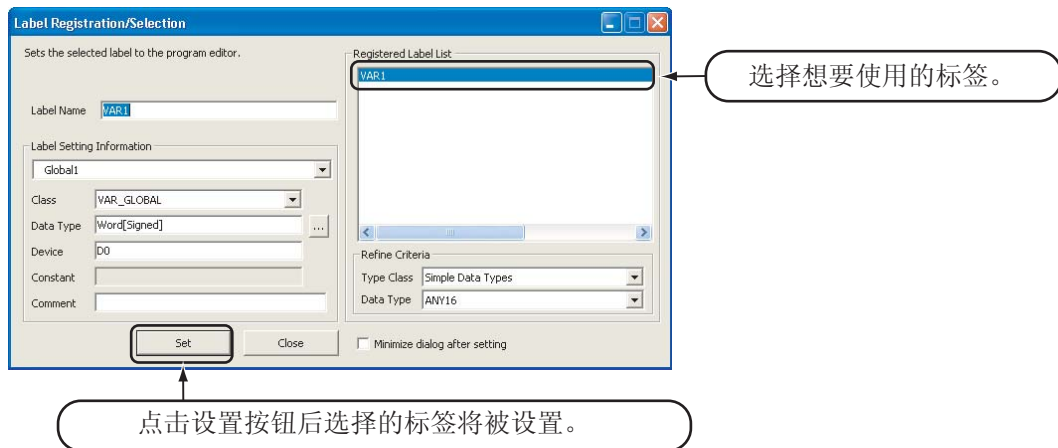 Label Registration/Selection
Sets the selected label to the program editor.
Label Name VAR1
Label Setting Information
Global1
Class VAR_GLOBAL
Data Type Word[Signed] ...
Device D0
Constant
Comment
Set Close
Registered Label List
VAR1
Refine Criteria
Type Class Simple Data Types
Data Type ANY16
Minimize dialog after setting
选择想要使用的标签。
点击设置按钮后选择的标签将被设置。